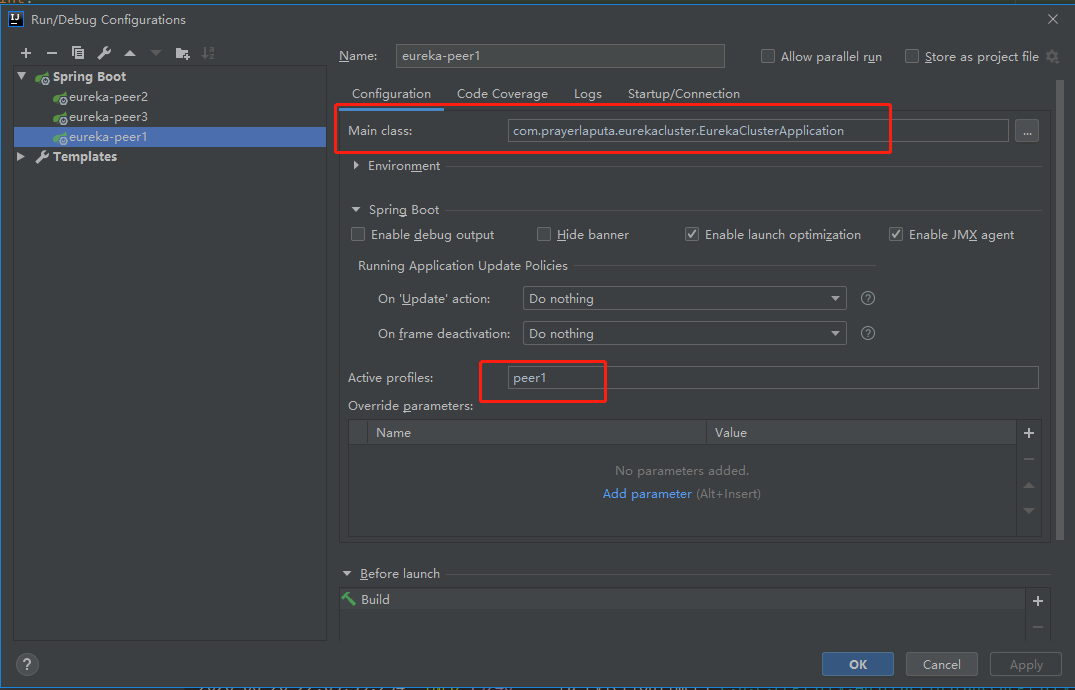 Run/Debug Configurations
Name: eureka-peer1 Allow parallel run Store as project file
Spring Boot
eureka-peer2
eureka-peer3
eureka-peer1
Templates
Configuration Code Coverage Logs Startup/Connection
Main class: com.prayerlaputa.eurekacluster.EurekaClusterApplication ...
Environment
Spring Boot
Enable debug output Hide banner Enable launch optimization Enable JMX agent
Running Application Update Policies
On 'Update' action: Do nothing ?
On frame deactivation: Do nothing ?
Active profiles: peer1
Override parameters:
Name Value
No parameters added.
Add parameter (Alt+Insert)
Before launch
Build
? OK Cancel Apply